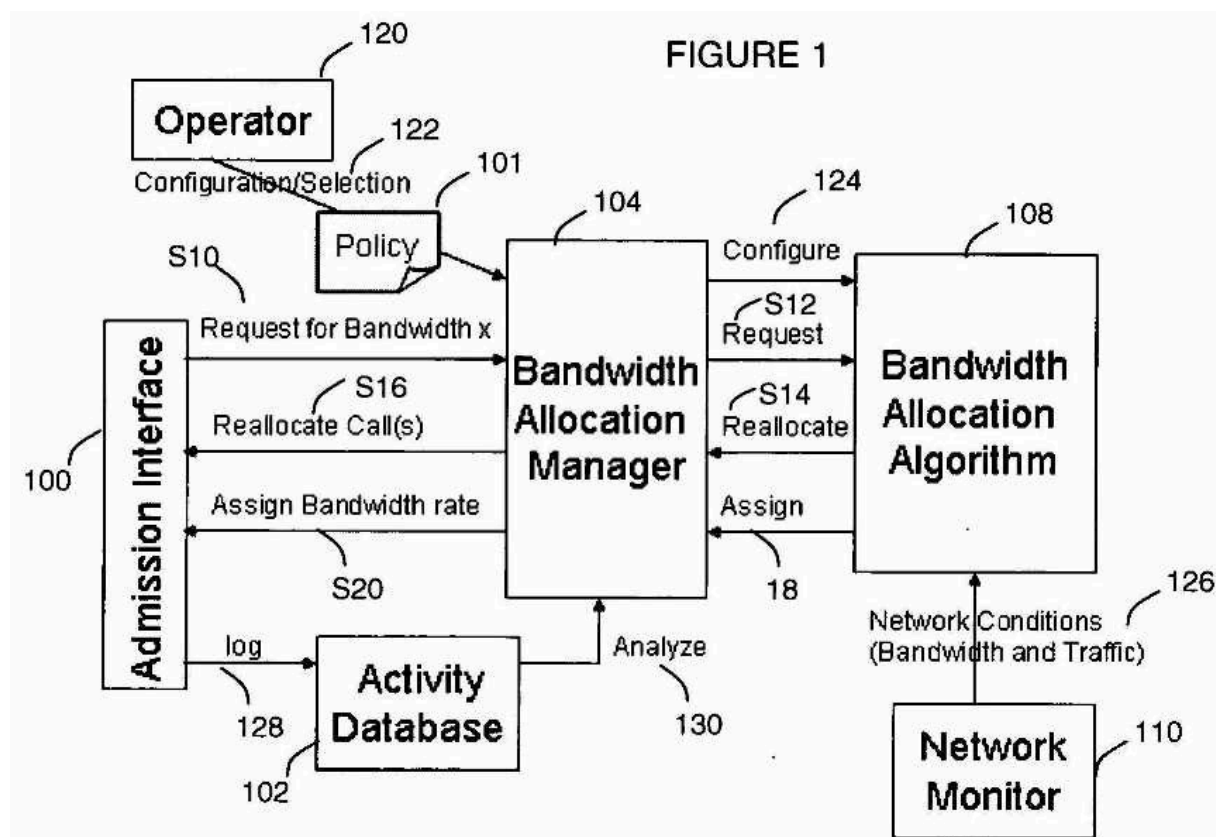 FIGURE 1
120
Operator
122
Configuration/Selection
101
Policy
104
124
Configure
108
S10
Request for Bandwidth x
S12
Request
S16
Reallocate Call(s)
S14
Reallocate
100
Admission Interface
Bandwidth
Allocation
Manager
Bandwidth
Allocation
Algorithm
Assign Bandwidth rate
S20
Assign
18
126
Network Conditions
(Bandwidth and Traffic)
log
128
Activity
Database
102
Analyze
130
Network
Monitor
110